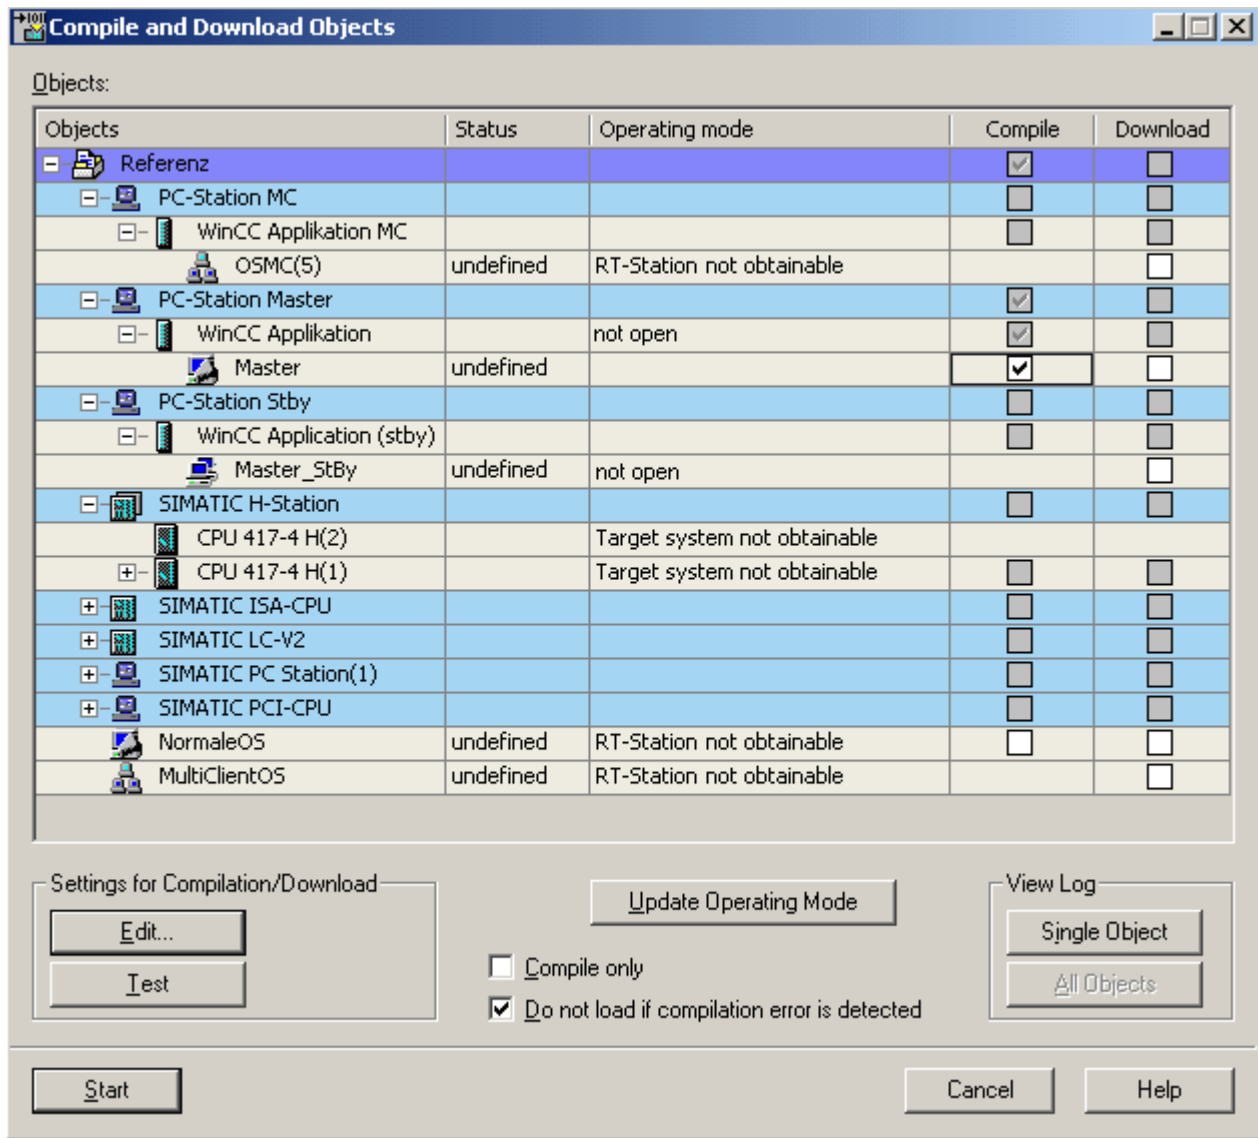 Compile and Download Objects
Objects:
Objects Status Operating mode Compile Download
Referenz
PC-Station MC
WinCC Applikation MC
OSMC(5) undefined RT-Station not obtainable
PC-Station Master
WinCC Applikation not open
Master undefined
PC-Station Stby
WinCC Application (stby)
Master_StBy undefined not open
SIMATIC H-Station
CPU 417-4 H(2) Target system not obtainable
CPU 417-4 H(1) Target system not obtainable
SIMATIC ISA-CPU
SIMATIC LC-V2
SIMATIC PC Station(1)
SIMATIC PCI-CPU
NormaleOS undefined RT-Station not obtainable
MultiClientOS undefined RT-Station not obtainable
Settings for Compilation/Download
Edit...
Test
Update Operating Mode
Compile only
Do not load if compilation error is detected
View Log
Single Object
All Objects
Start Cancel Help